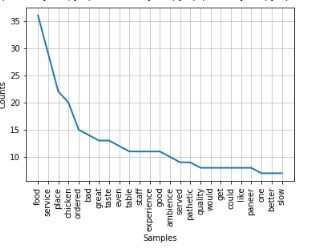 35
30
25
20
15
10
Counts
food
service
place
chicken
ordered
bad
great
taste
even
table
staff
experience
good
ambience
served
pathetic
quality
would
get
could
like
paneer
one
better
slow
Samples